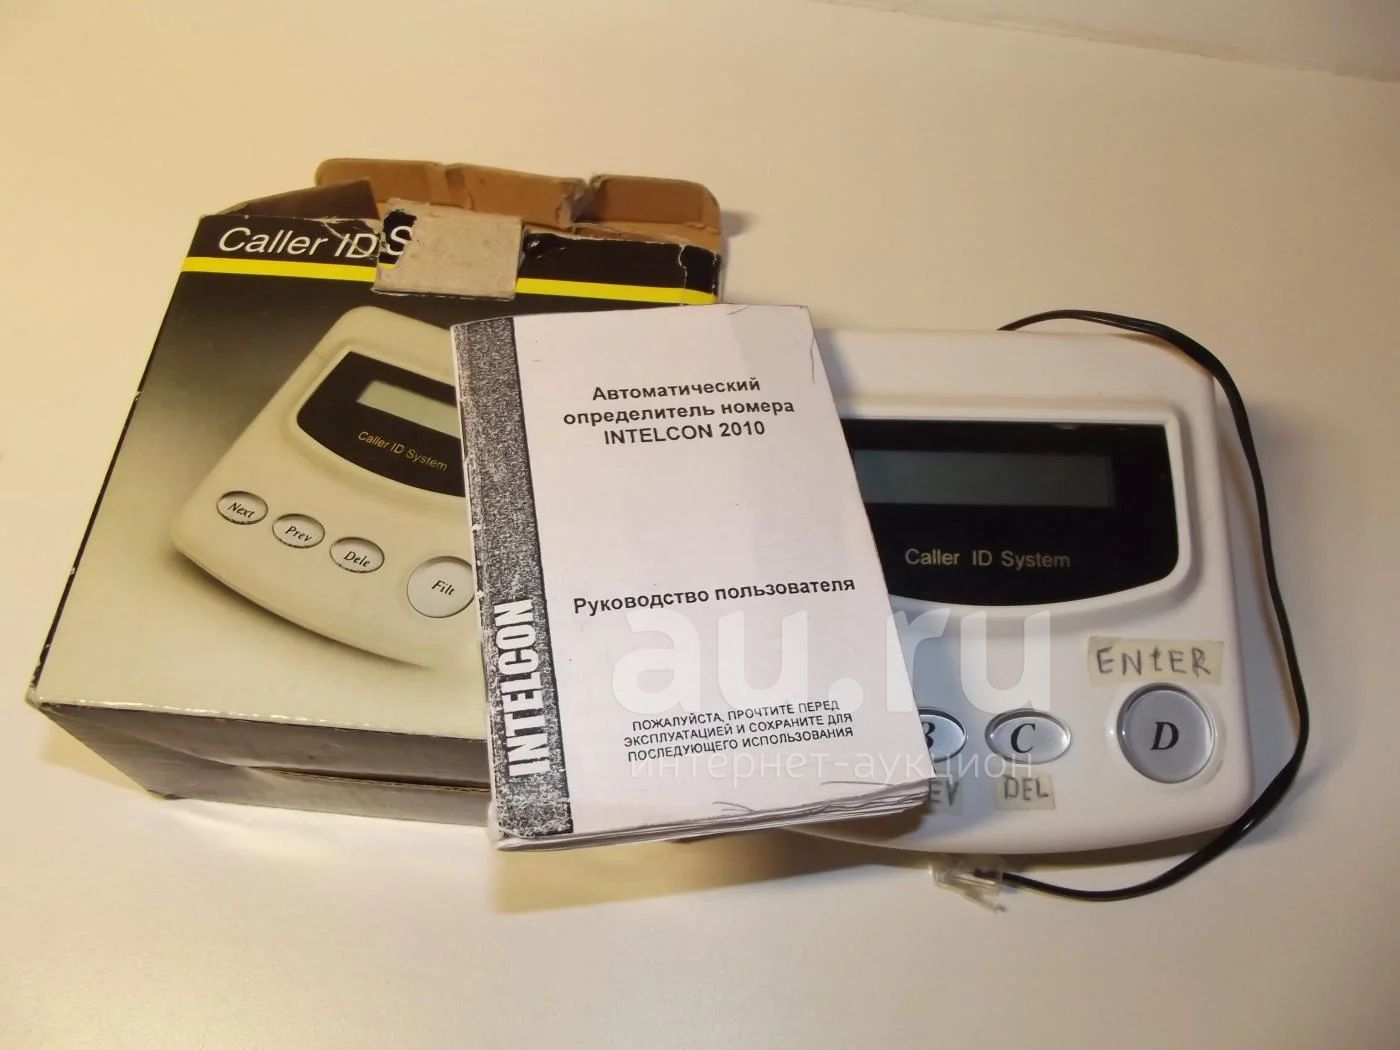 Caller ID S
Caller ID System
Next
Prev
Dele
Filt
Автоматический
определитель номера
INTELCON 2010
Руководство пользователя
ПОЖАЛУЙСТА, ПРОЧТИТЕ ПЕРЕД
ЭКСПЛУАТАЦИЕЙ И СОХРАНИТЕ ДЛЯ
ПОСЛЕДУЮЩЕГО ИСПОЛЬЗОВАНИЯ
INTELCON
Caller ID System
ENtER
B
C
D
EV
DEL
au.ru
интернет-аукцион